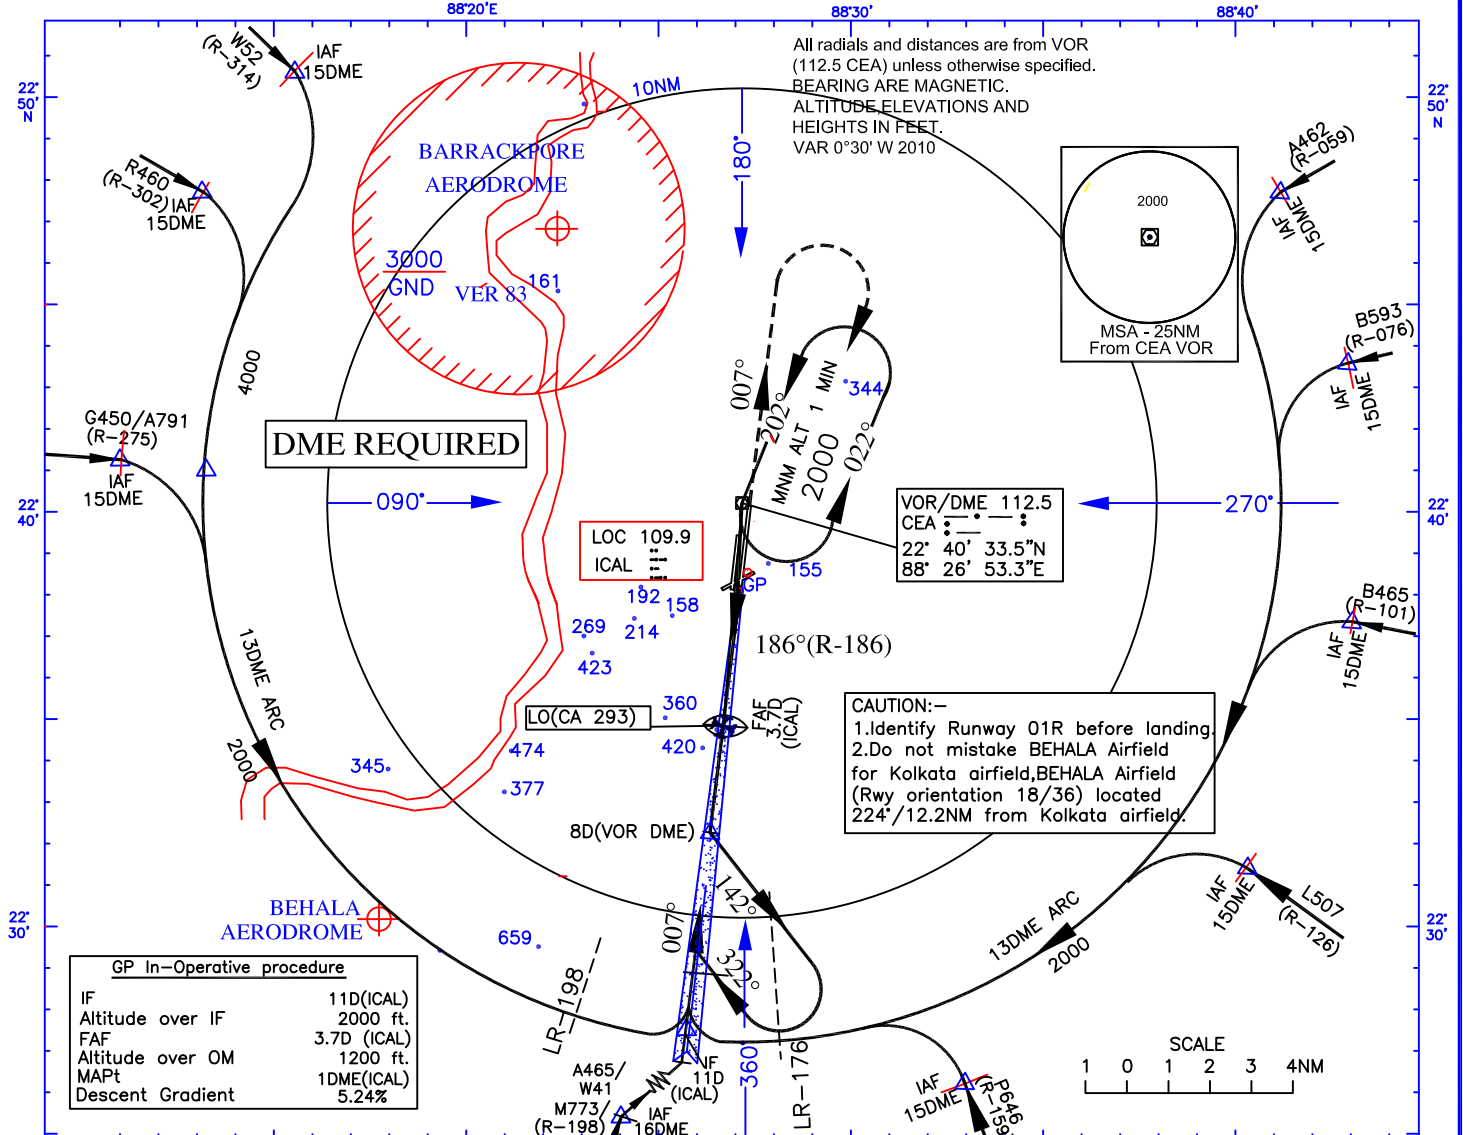 88°20'E
88°30'
88°40'
22°
50'
N
22°
50'
N
22°
40'
22°
40'
22°
30'
22°
30'
All radials and distances are from VOR
(112.5 CEA) unless otherwise specified.
BEARING ARE MAGNETIC.
ALTITUDE,ELEVATIONS AND
HEIGHTS IN FEET.
VAR 0°30' W 2010
W52
(R-314)
IAF
15DME
R460
(R-302)
IAF
15DME
G450/A791
(R-275)
IAF
15DME
A462
(R-059)
IAF
15DME
B593
(R-076)
IAF
15DME
B465
(R-101)
IAF
15DME
L507
(R-126)
IAF
15DME
P646
(R-159)
IAF
15DME
A465/
W41
M773/
(R-198)
IAF
16DME
10NM
BARRACKPORE
AERODROME
3000
GND
VER 83
161
180°
2000
MSA - 25NM
From CEA VOR
4000
DME REQUIRED
090°
270°
360°
007°
202°
MNM ALT 1 MIN
2000
022°
344
VOR/DME 112.5
CEA
22° 40' 33.5"N
88° 26' 53.3"E
LOC 109.9
ICAL
GP
155
192
158
214
269
423
186°(R-186)
360
LO(CA 293)
FAF
3.7D
(ICAL)
420
474
377
345
CAUTION:-
1.Identify Runway 01R before landing.
2.Do not mistake BEHALA Airfield
for Kolkata airfield,BEHALA Airfield
(Rwy orientation 18/36) located
224°/12.2NM from Kolkata airfield.
13DME ARC
2000
8D(VOR DME)
142°
322°
007°
BEHALA
AERODROME
659
LR-198
LR-176
13DME ARC
2000
IF
11D
(ICAL)
GP In-Operative procedure
IF 11D(ICAL)
Altitude over IF 2000 ft.
FAF 3.7D (ICAL)
Altitude over OM 1200 ft.
MAPt 1DME(ICAL)
Descent Gradient 5.24%
SCALE
1 0 1 2 3 4NM